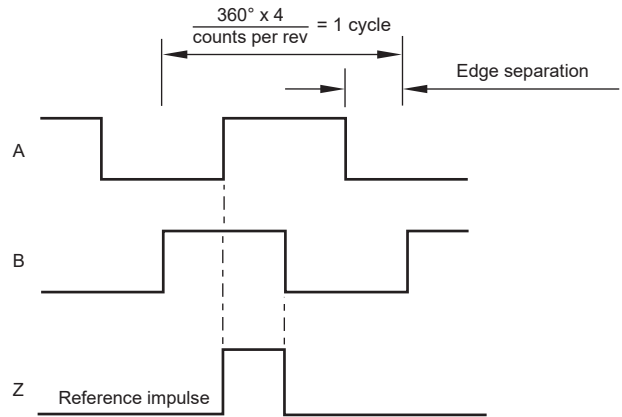 360° x 4
counts per rev
= 1 cycle
Edge separation
A
B
Z
Reference impulse